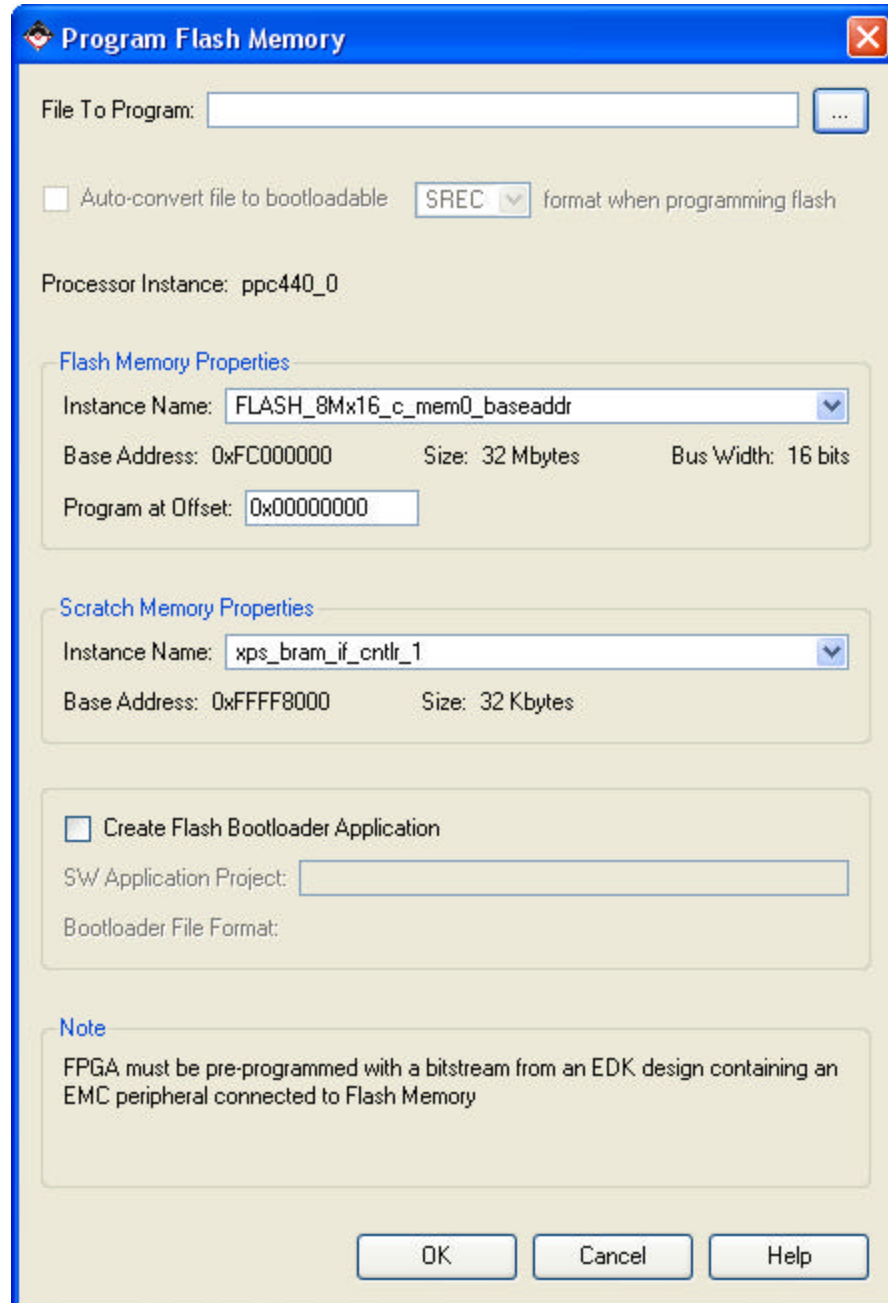 Program Flash Memory
File To Program: ...
Auto-convert file to bootloadable SREC format when programming flash
Processor Instance: ppc440_0
Flash Memory Properties
Instance Name: FLASH_8Mx16_c_mem0_baseaddr
Base Address: 0xFC000000 Size: 32 Mbytes Bus Width: 16 bits
Program at Offset: 0x00000000
Scratch Memory Properties
Instance Name: xps_bram_if_cntlr_1
Base Address: 0xFFFF8000 Size: 32 Kbytes
Create Flash Bootloader Application
SW Application Project:
Bootloader File Format:
Note
FPGA must be pre-programmed with a bitstream from an EDK design containing an
EMC peripheral connected to Flash Memory
OK Cancel Help